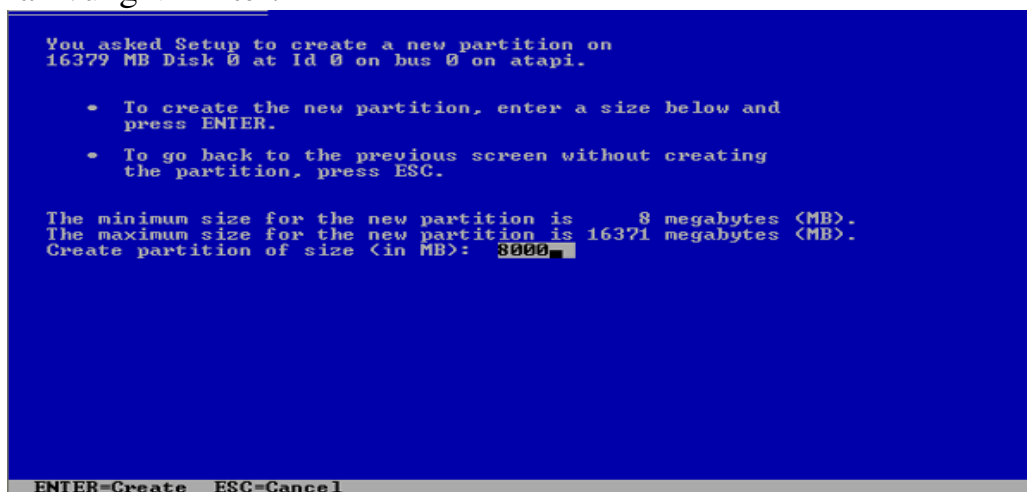 You asked Setup to create a new partition on
16379 MB Disk 0 at Id 0 on bus 0 on atapi.
• To create the new partition, enter a size below and
press ENTER.
• To go back to the previous screen without creating
the partition, press ESC.
The minimum size for the new partition is 8 megabytes (MB).
The maximum size for the new partition is 16371 megabytes (MB).
Create partition of size (in MB): 8000
ENTER=Create ESC=Cancel